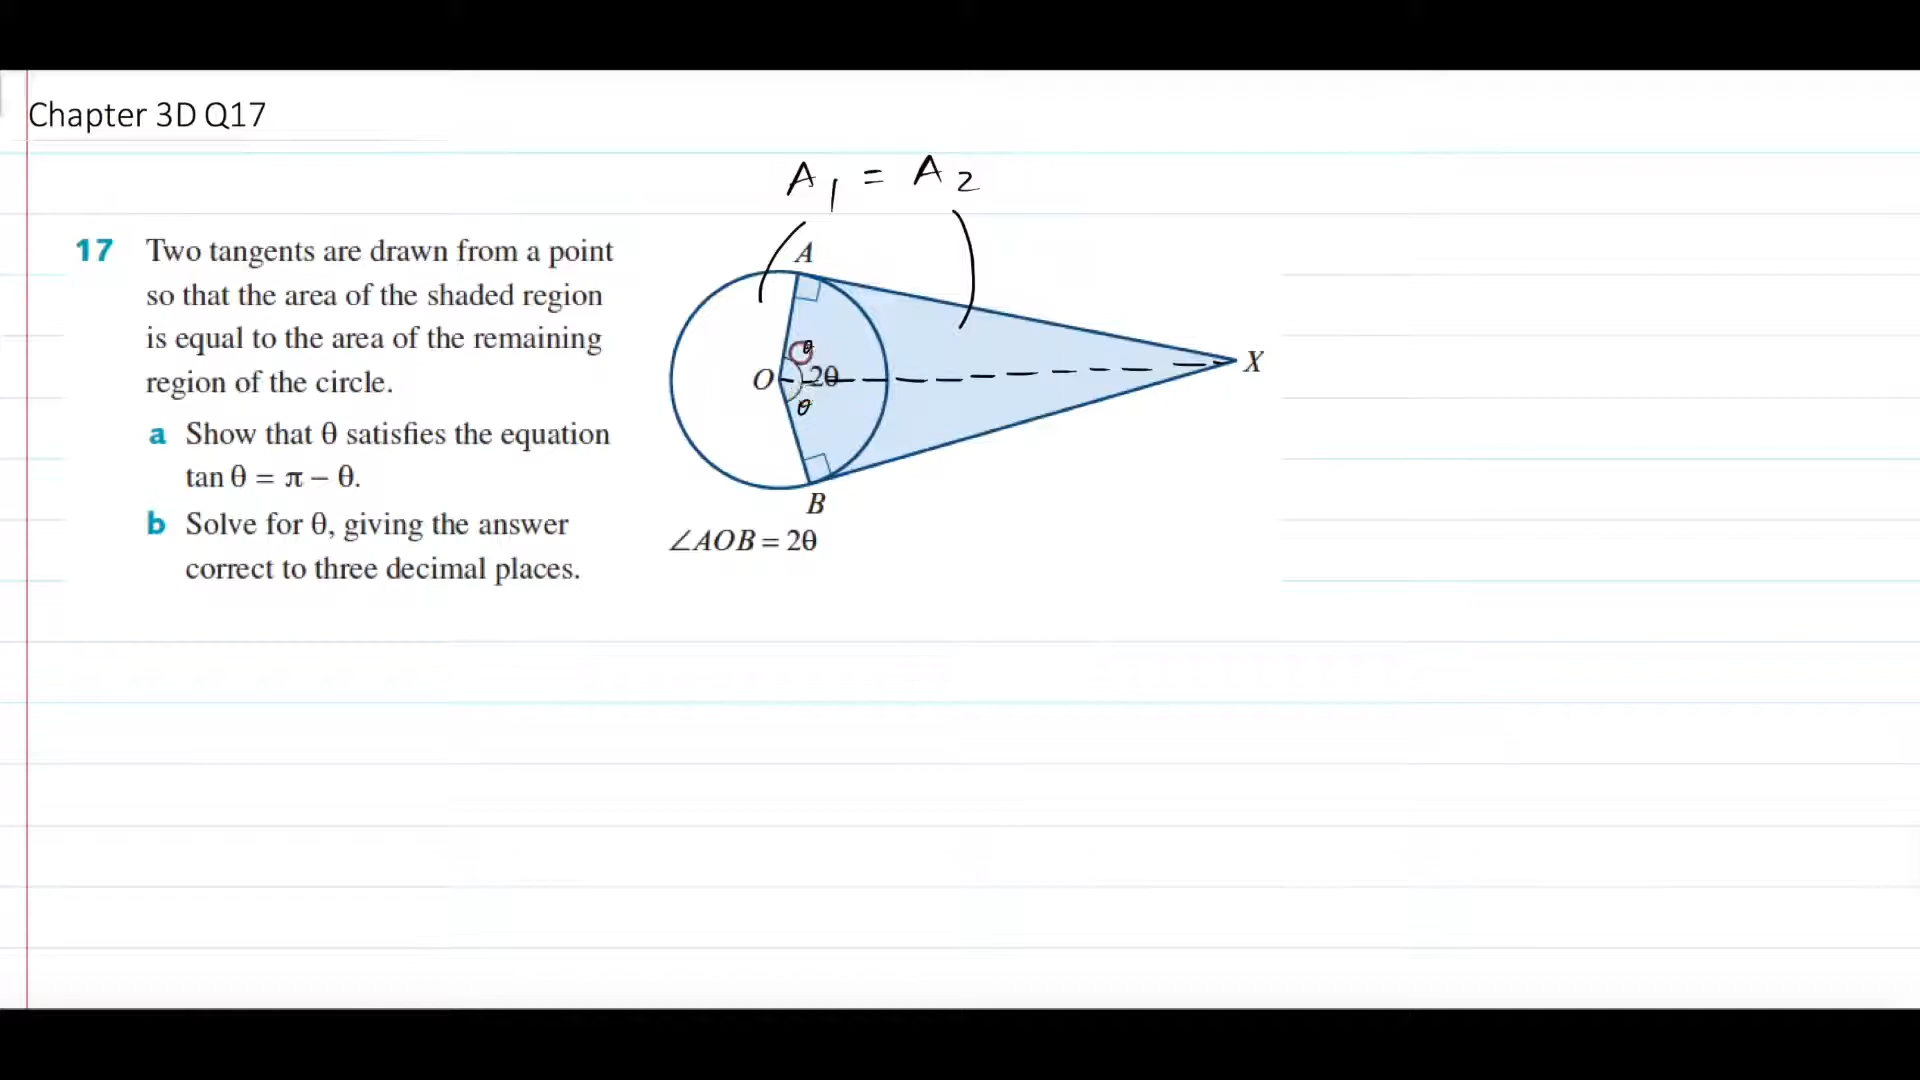 Chapter 3D Q17
A₁ = A₂
17 Two tangents are drawn from a point
so that the area of the shaded region
is equal to the area of the remaining
region of the circle.
a Show that θ satisfies the equation
tan θ = π − θ.
b Solve for θ, giving the answer
correct to three decimal places.
A
θ
O 2θ
θ
X
B
∠AOB = 2θ